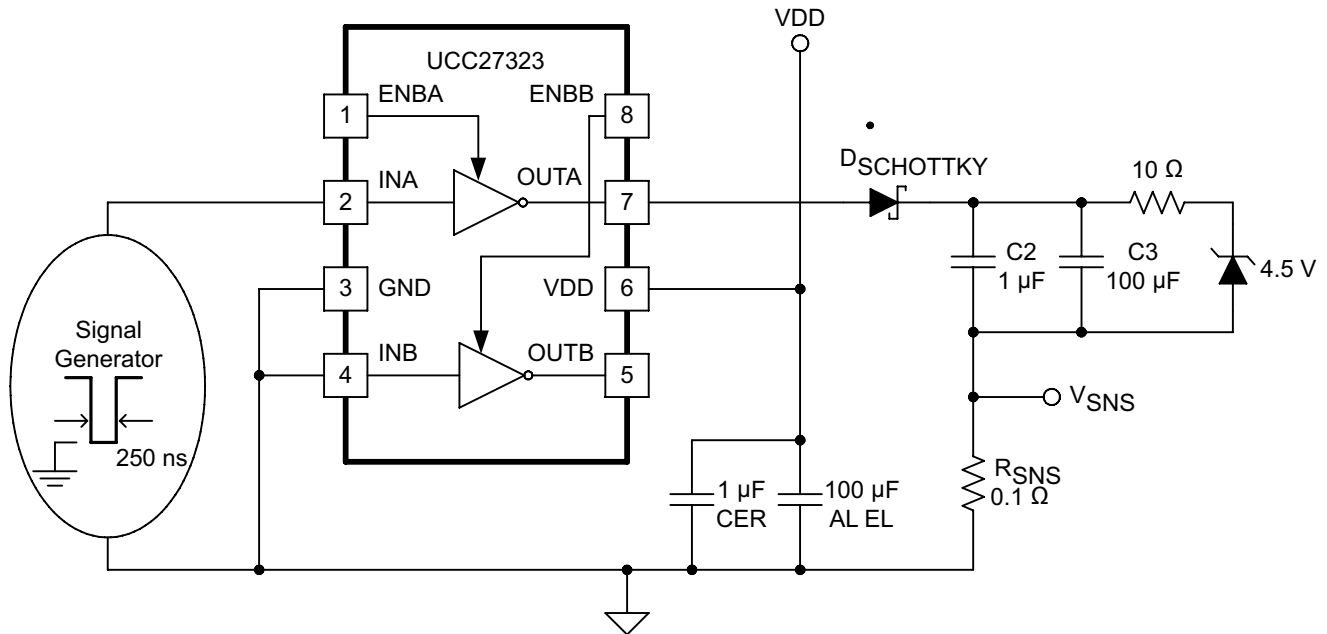 VDD
UCC27323
ENBA
ENBB
1
8
D SCHOTTKY
10 Ω
INA
OUTA
2
7
C2
1 µF
C3
100 µF
4.5 V
3
GND
VDD
6
Signal
Generator
250 ns
4
INB
OUTB
5
VSNS
1 µF
CER
100 µF
AL EL
RSNS
0.1 Ω